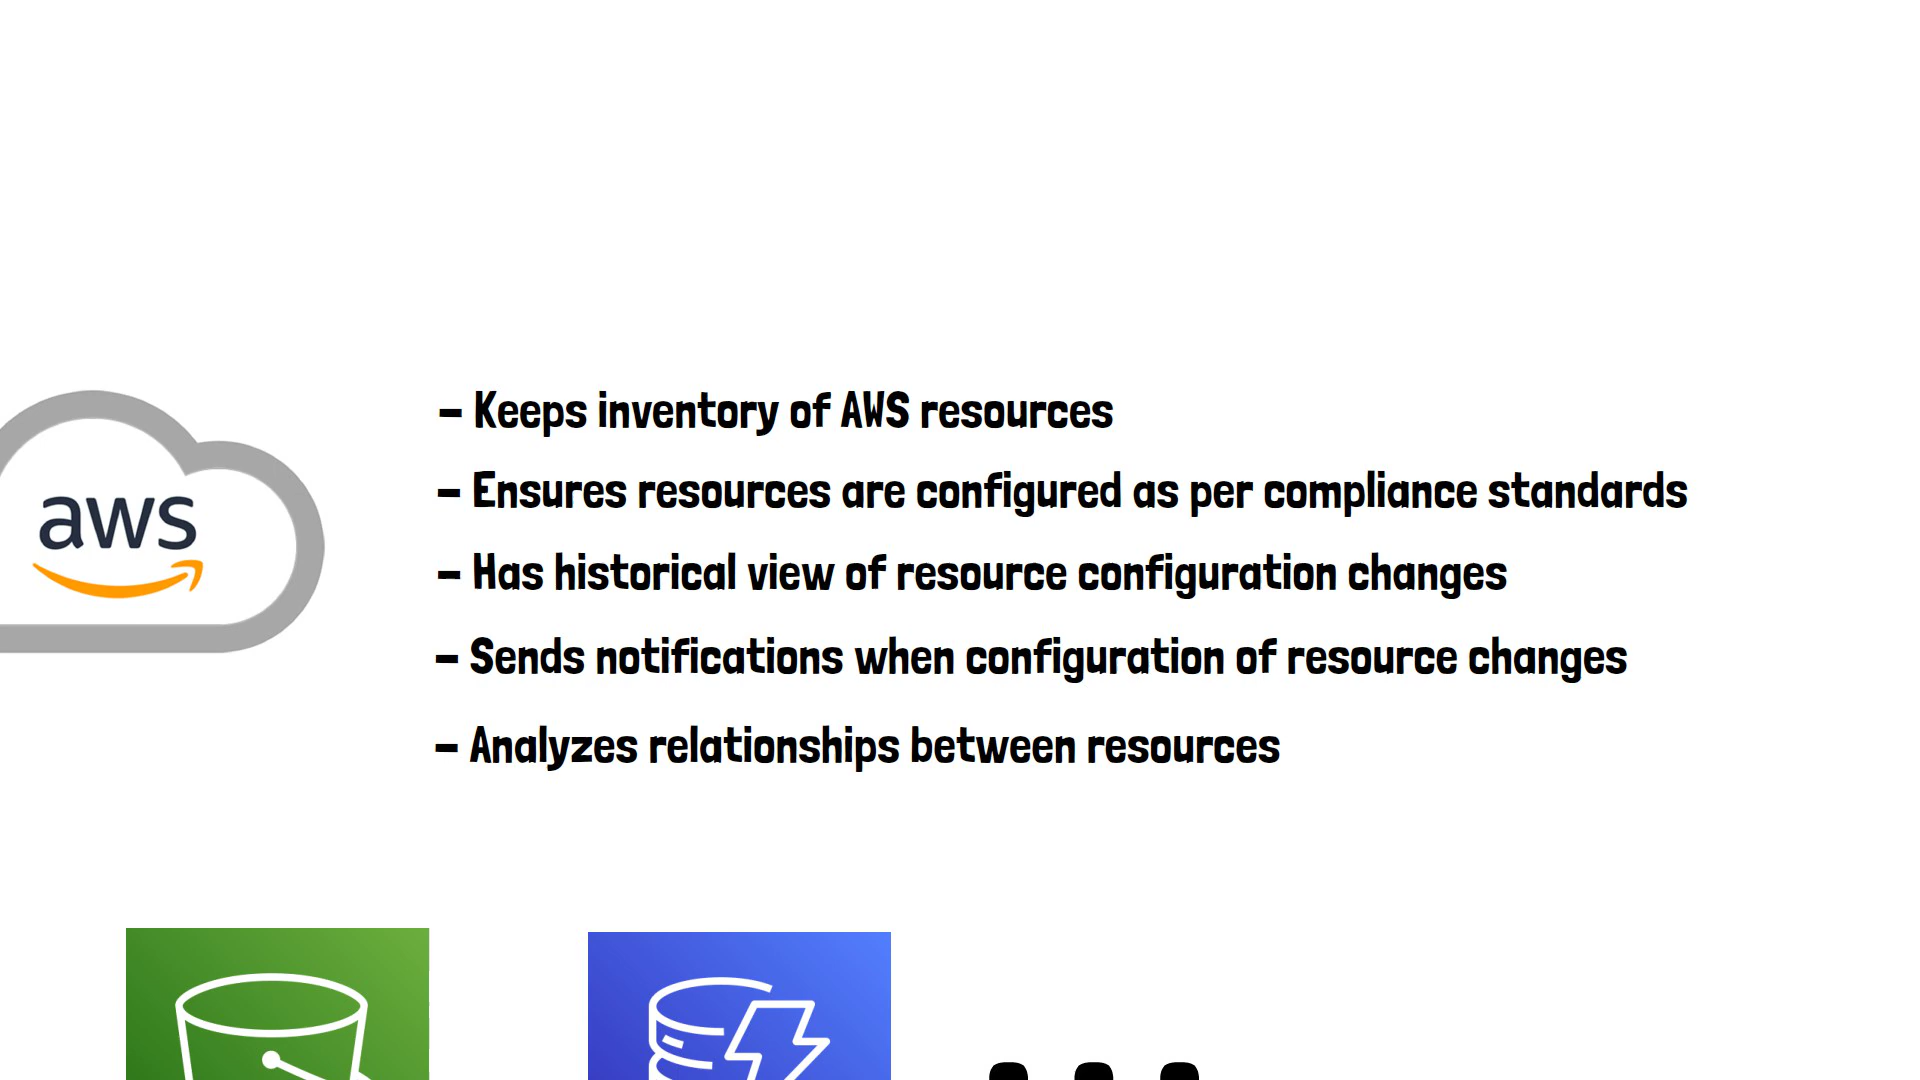 – Keeps inventory of AWS resources
– Ensures resources are configured as per compliance standards
aws
– Has historical view of resource configuration changes
– Sends notifications when configuration of resource changes
– Analyzes relationships between resources